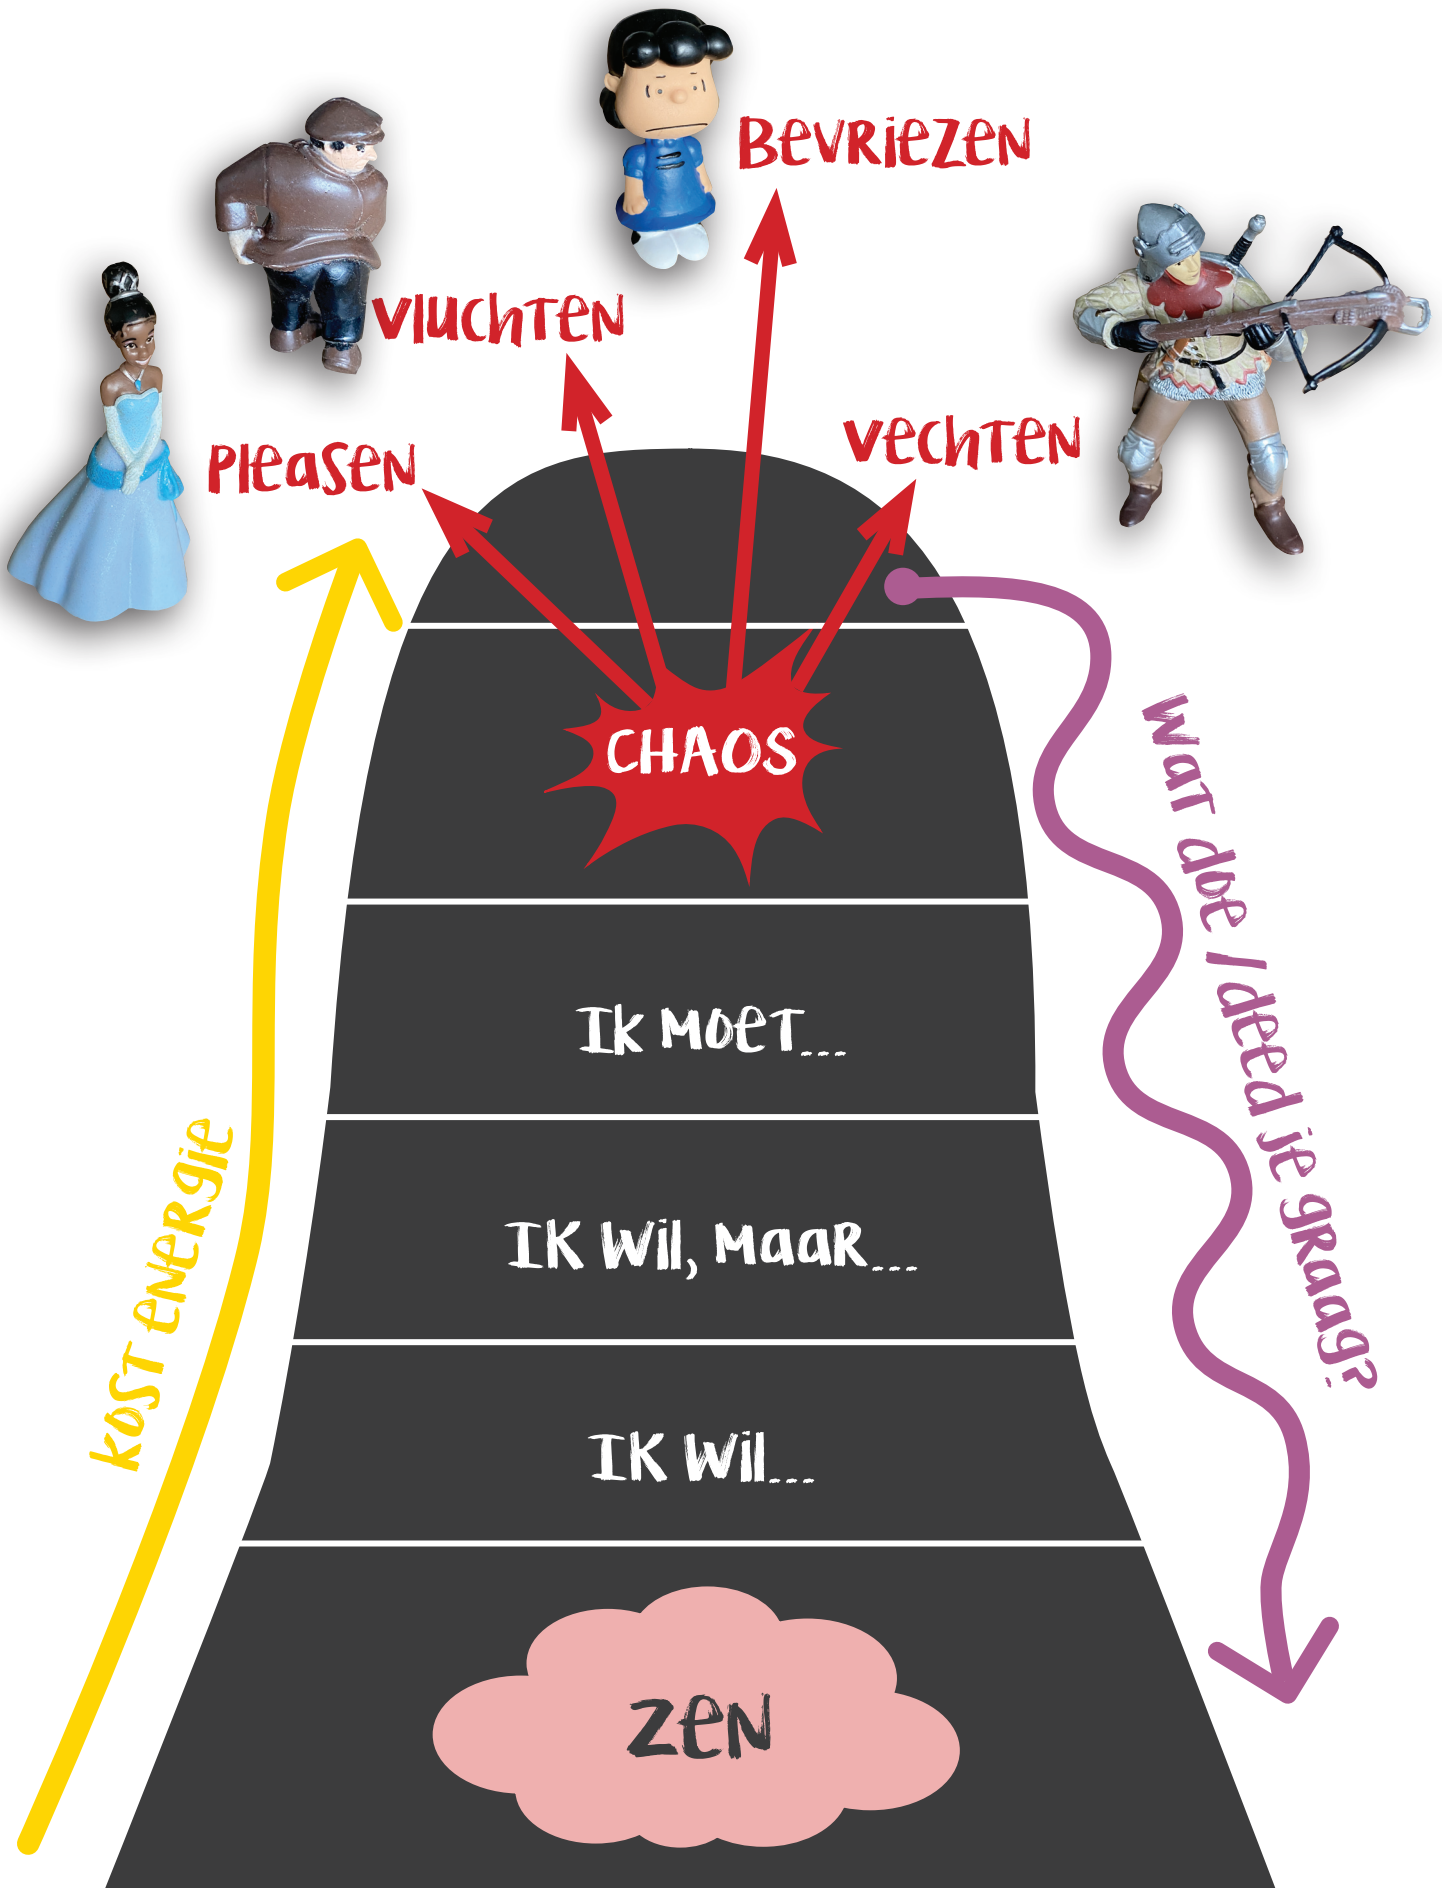 Bevriezen
Vluchten
Vechten
Pleasen
CHAOS
Ik moet...
Ik wil, maar...
Ik wil...
Zen
kost energie
Wat doe / deed je graag?